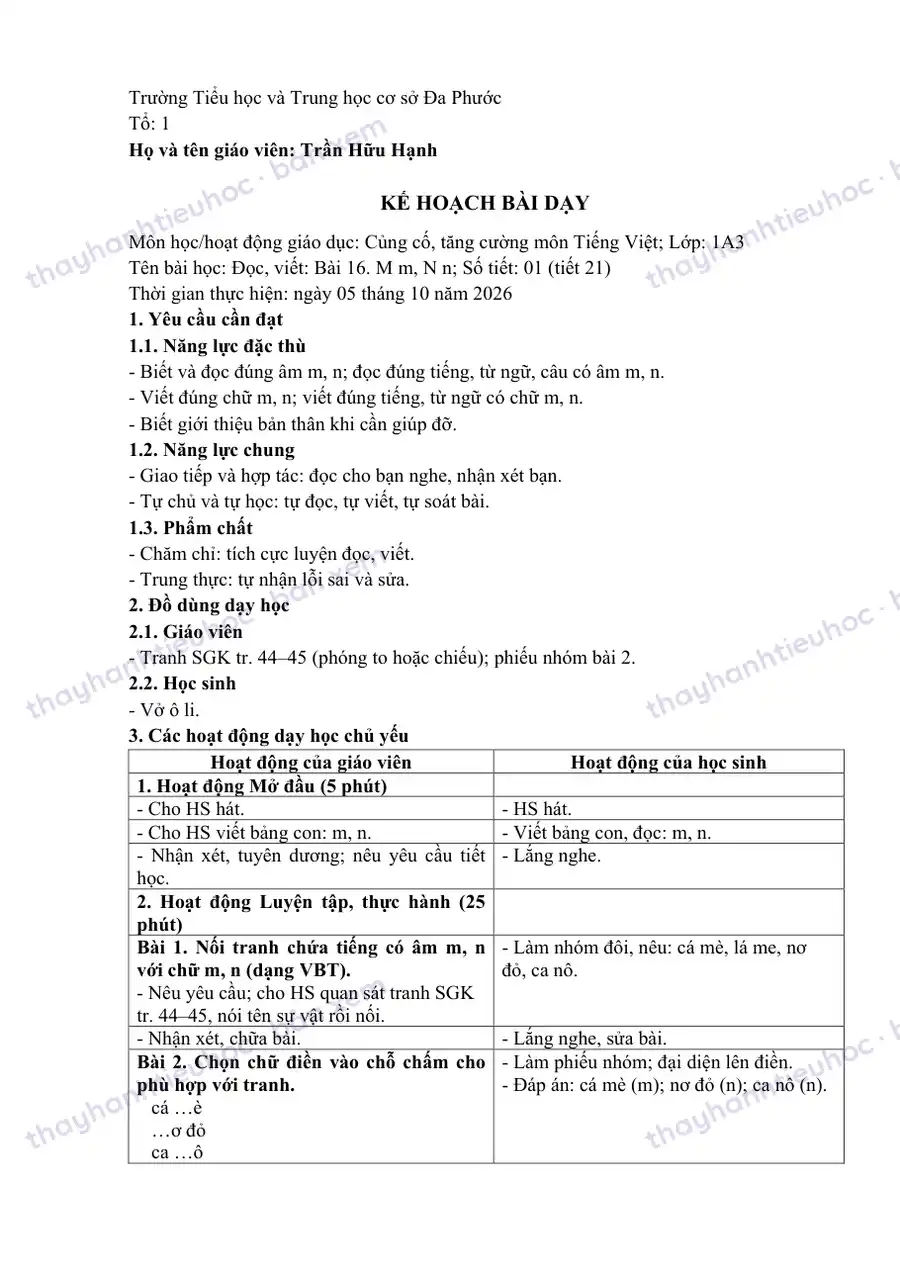 Trường Tiểu học và Trung học cơ sở Đa Phước
Tổ: 1
Họ và tên giáo viên: Trần Hữu Hạnh
KẾ HOẠCH BÀI DẠY
Môn học/hoạt động giáo dục: Củng cố, tăng cường môn Tiếng Việt; Lớp: 1A3
Tên bài học: Đọc, viết: Bài 16. M m, N n; Số tiết: 01 (tiết 21)
Thời gian thực hiện: ngày 05 tháng 10 năm 2026
1. Yêu cầu cần đạt
1.1. Năng lực đặc thù
- Biết và đọc đúng âm m, n; đọc đúng tiếng, từ ngữ, câu có âm m, n.
- Viết đúng chữ m, n; viết đúng tiếng, từ ngữ có chữ m, n.
- Biết giới thiệu bản thân khi cần giúp đỡ.
1.2. Năng lực chung
- Giao tiếp và hợp tác: đọc cho bạn nghe, nhận xét bạn.
- Tự chủ và tự học: tự đọc, tự viết, tự soát bài.
1.3. Phẩm chất
- Chăm chỉ: tích cực luyện đọc, viết.
- Trung thực: tự nhận lỗi sai và sửa.
2. Đồ dùng dạy học
2.1. Giáo viên
- Tranh SGK tr. 44–45 (phóng to hoặc chiếu); phiếu nhóm bài 2.
2.2. Học sinh
- Vở ô li.
3. Các hoạt động dạy học chủ yếu
Hoạt động của giáo viên
Hoạt động của học sinh
1. Hoạt động Mở đầu (5 phút)
- Cho HS hát.
- HS hát.
- Cho HS viết bảng con: m, n.
- Viết bảng con, đọc: m, n.
- Nhận xét, tuyên dương; nêu yêu cầu tiết
học.
- Lắng nghe.
2. Hoạt động Luyện tập, thực hành (25
phút)
Bài 1. Nối tranh chứa tiếng có âm m, n
với chữ m, n (dạng VBT).
- Nêu yêu cầu; cho HS quan sát tranh SGK
tr. 44–45, nói tên sự vật rồi nối.
- Làm nhóm đôi, nêu: cá mè, lá me, nơ
đỏ, ca nô.
- Nhận xét, chữa bài.
- Lắng nghe, sửa bài.
Bài 2. Chọn chữ điền vào chỗ chấm cho
phù hợp với tranh.
cá …è
…ơ đỏ
ca …ô
- Làm phiếu nhóm; đại diện lên điền.
- Đáp án: cá mè (m); nơ đỏ (n); ca nô (n).
thayhanhtieuhoc · bản xem
thayhanhtieuhoc · b
thayhanhtieuhoc · bản xem
thayhanhtieuhoc · b
thayhanhtieuhoc · bản xem
thayhanhtieuhoc · b